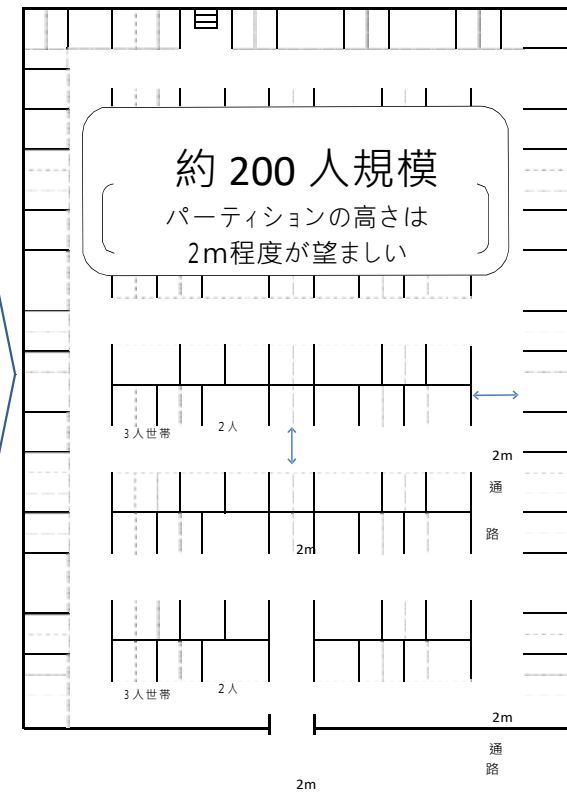 約 200 人規模
パーティションの高さは
2m程度が望ましい
3人世帯
2人
2m
通
路
2m
3人世帯
2人
2m
通
路
2m